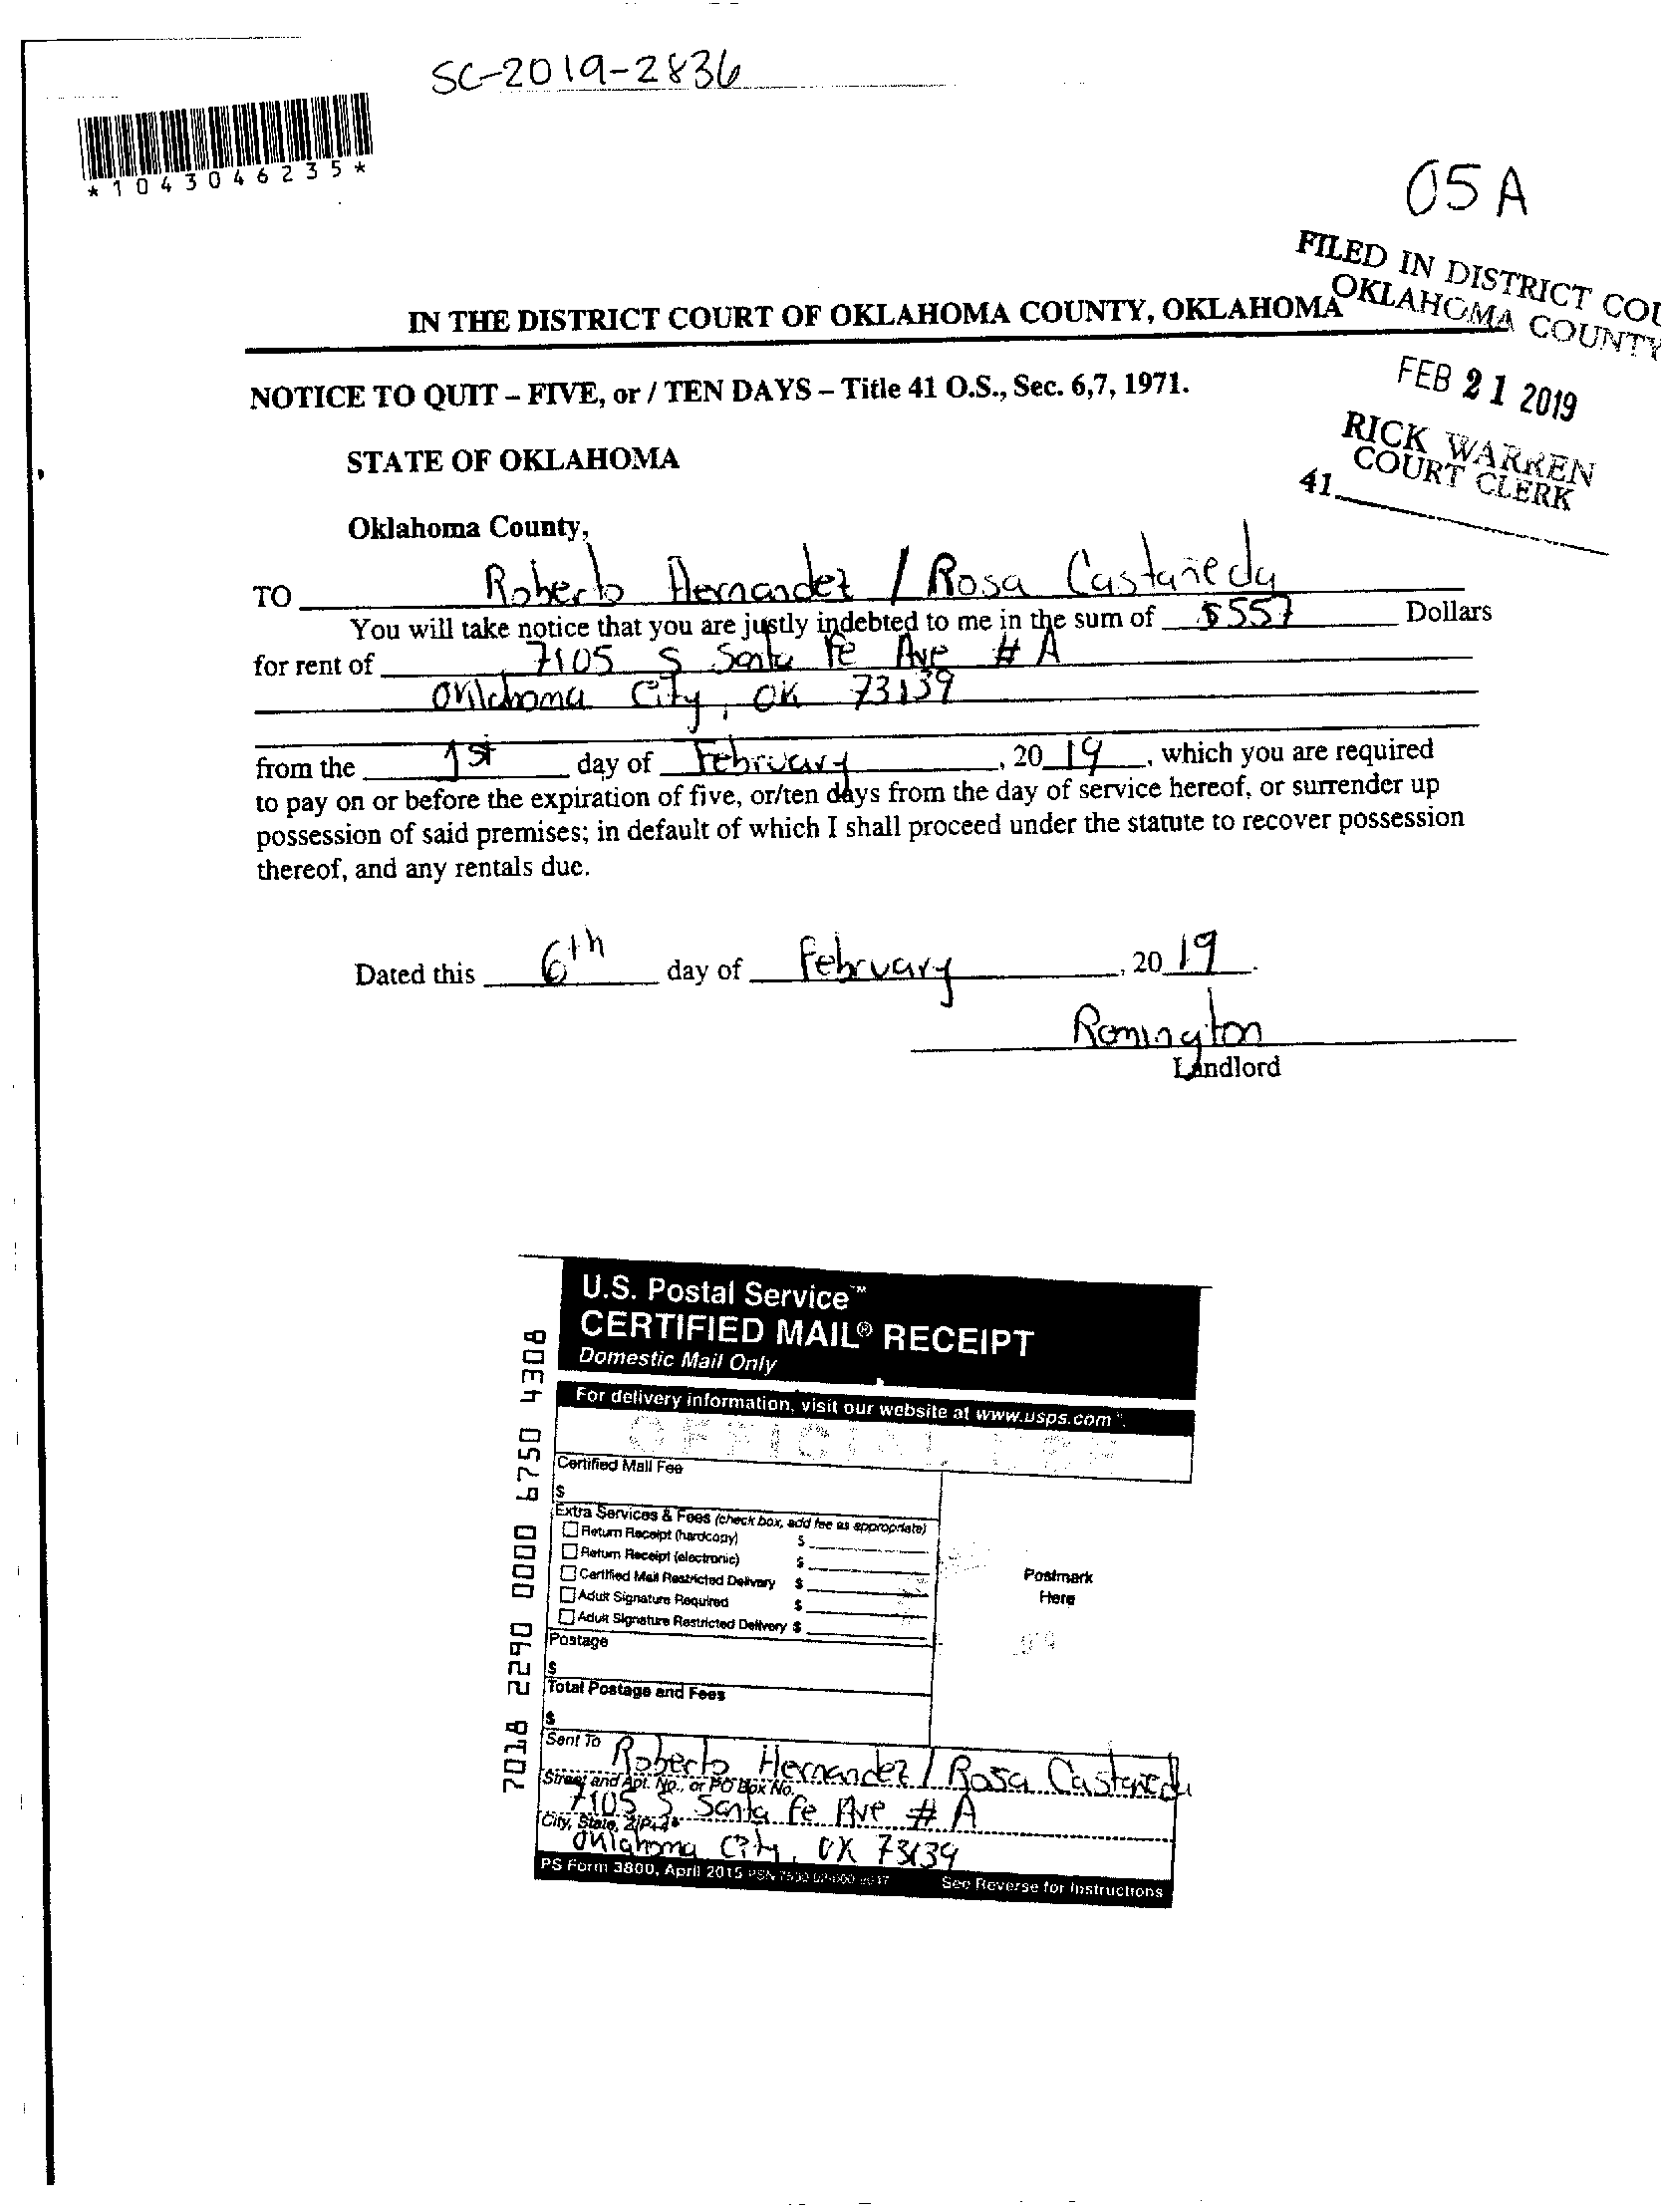 SC-2019-2836
*1043046235*
05A
FILED IN DISTRICT COU
OKLAHOMA COUNTY
IN THE DISTRICT COURT OF OKLAHOMA COUNTY, OKLAHOMA
FEB 21 2019
NOTICE TO QUIT – FIVE, or / TEN DAYS – Title 41 O.S., Sec. 6,7, 1971.
RICK WARREN
COURT CLERK
41
STATE OF OKLAHOMA
Oklahoma County,
TO Roberto Hernandez / Rosa Castañeda
You will take notice that you are justly indebted to me in the sum of $557 Dollars
for rent of 7105 S Santa Fe Ave # A
Oklahoma City, OK 73139
from the 1st day of February, 20 19, which you are required
to pay on or before the expiration of five, or/ten days from the day of service hereof, or surrender up
possession of said premises; in default of which I shall proceed under the statute to recover possession
thereof, and any rentals due.
Dated this 6th day of February, 20 19.
Remington
Landlord
U.S. Postal Service™
CERTIFIED MAIL® RECEIPT
Domestic Mail Only
For delivery information, visit our website at www.usps.com
OFFICIAL USE
7018 2290 0000 6750 4308
Certified Mail Fee
$
Extra Services & Fees (check box, add fee as appropriate)
Return Receipt (hardcopy) $
Return Receipt (electronic) $
Certified Mail Restricted Delivery $
Adult Signature Required $
Adult Signature Restricted Delivery $
Postmark
Here
Postage
$
Total Postage and Fees
$
Sent To Roberto Hernandez / Rosa Castaneda
Street and Apt. No., or PO Box No.
7105 S Santa Fe Ave # A
City, State, ZIP+4®
Oklahoma City, OK 73139
PS Form 3800, April 2015 See Reverse for Instructions